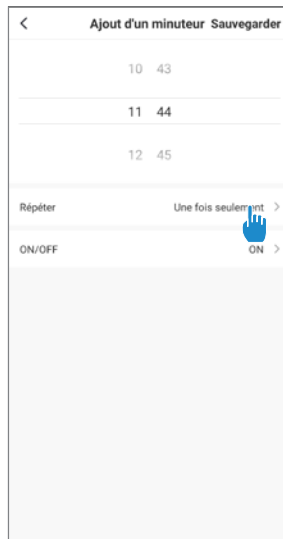 Ajout d'un minuteur Sauvegarder
10 43
11 44
12 45
Répéter Une fois seulement
ON/OFF ON